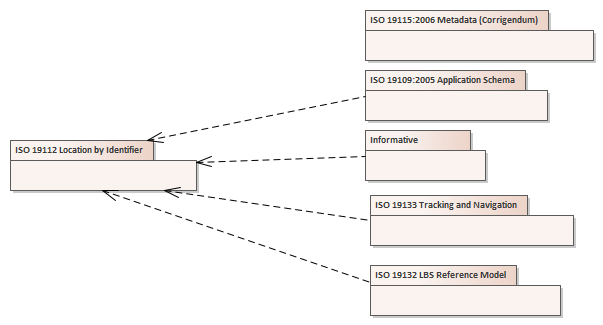 ISO 19115:2006 Metadata (Corrigendum)
ISO 19109:2005 Application Schema
Informative
ISO 19112 Location by Identifier
ISO 19133 Tracking and Navigation
ISO 19132 LBS Reference Model